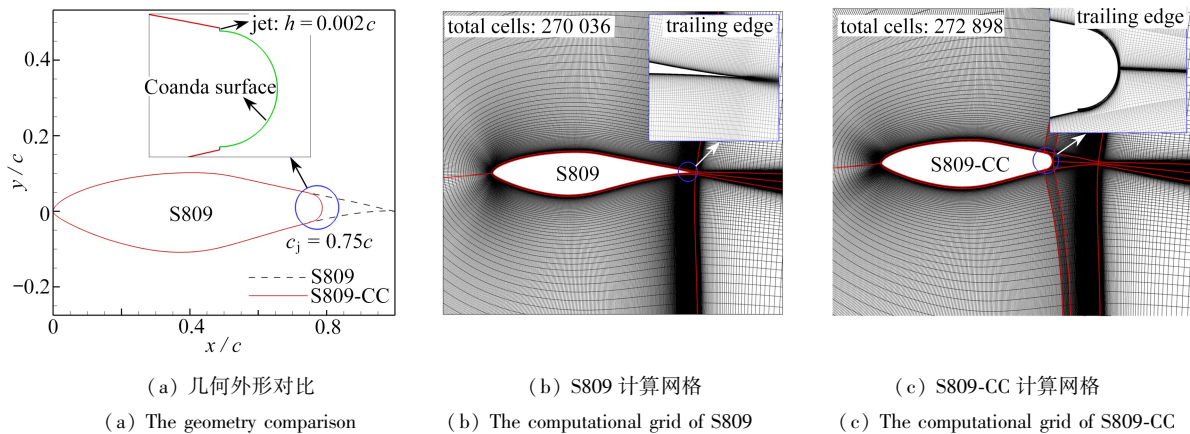 jet: h = 0.002c
Coanda surface
S809
c_j = 0.75c
S809
S809-CC
0.4
0.2
0
−0.2
y / c
0
0.4
0.8
x / c
(a) 几何外形对比
(a) The geometry comparison
total cells: 270 036
trailing edge
S809
(b) S809 计算网格
(b) The computational grid of S809
total cells: 272 898
trailing edge
S809-CC
(c) S809-CC 计算网格
(c) The computational grid of S809-CC